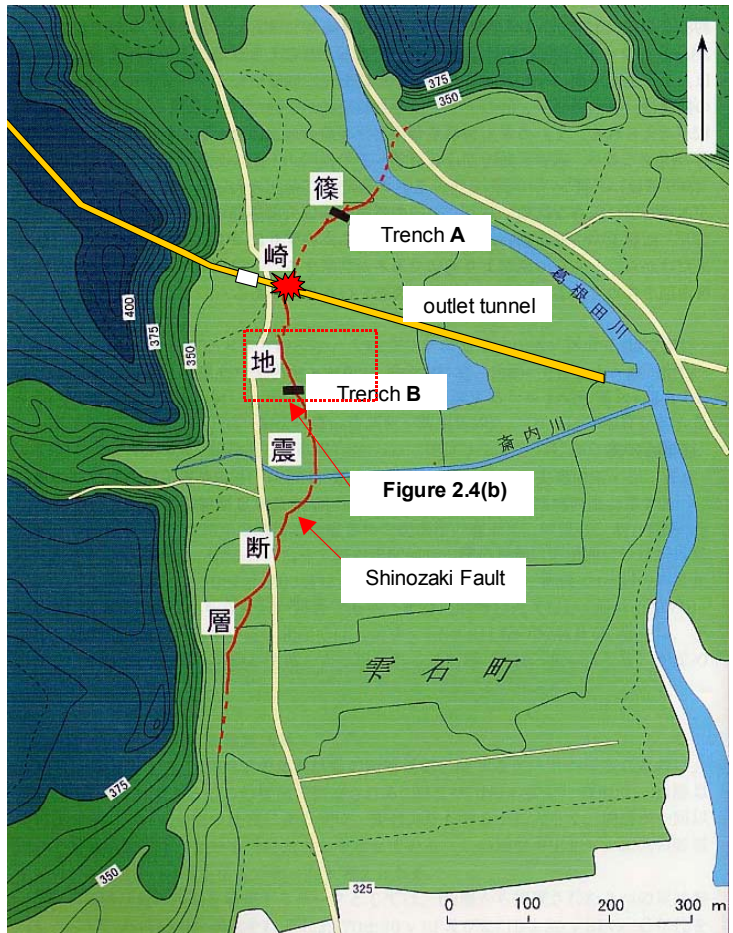 375
350
篠
Trench A
崎
葛根田川
outlet tunnel
400
375
350
地
Trench B
斎内川
震
Figure 2.4(b)
断
Shinozaki Fault
層
雫石町
375
350
325
0 100 200 300 m